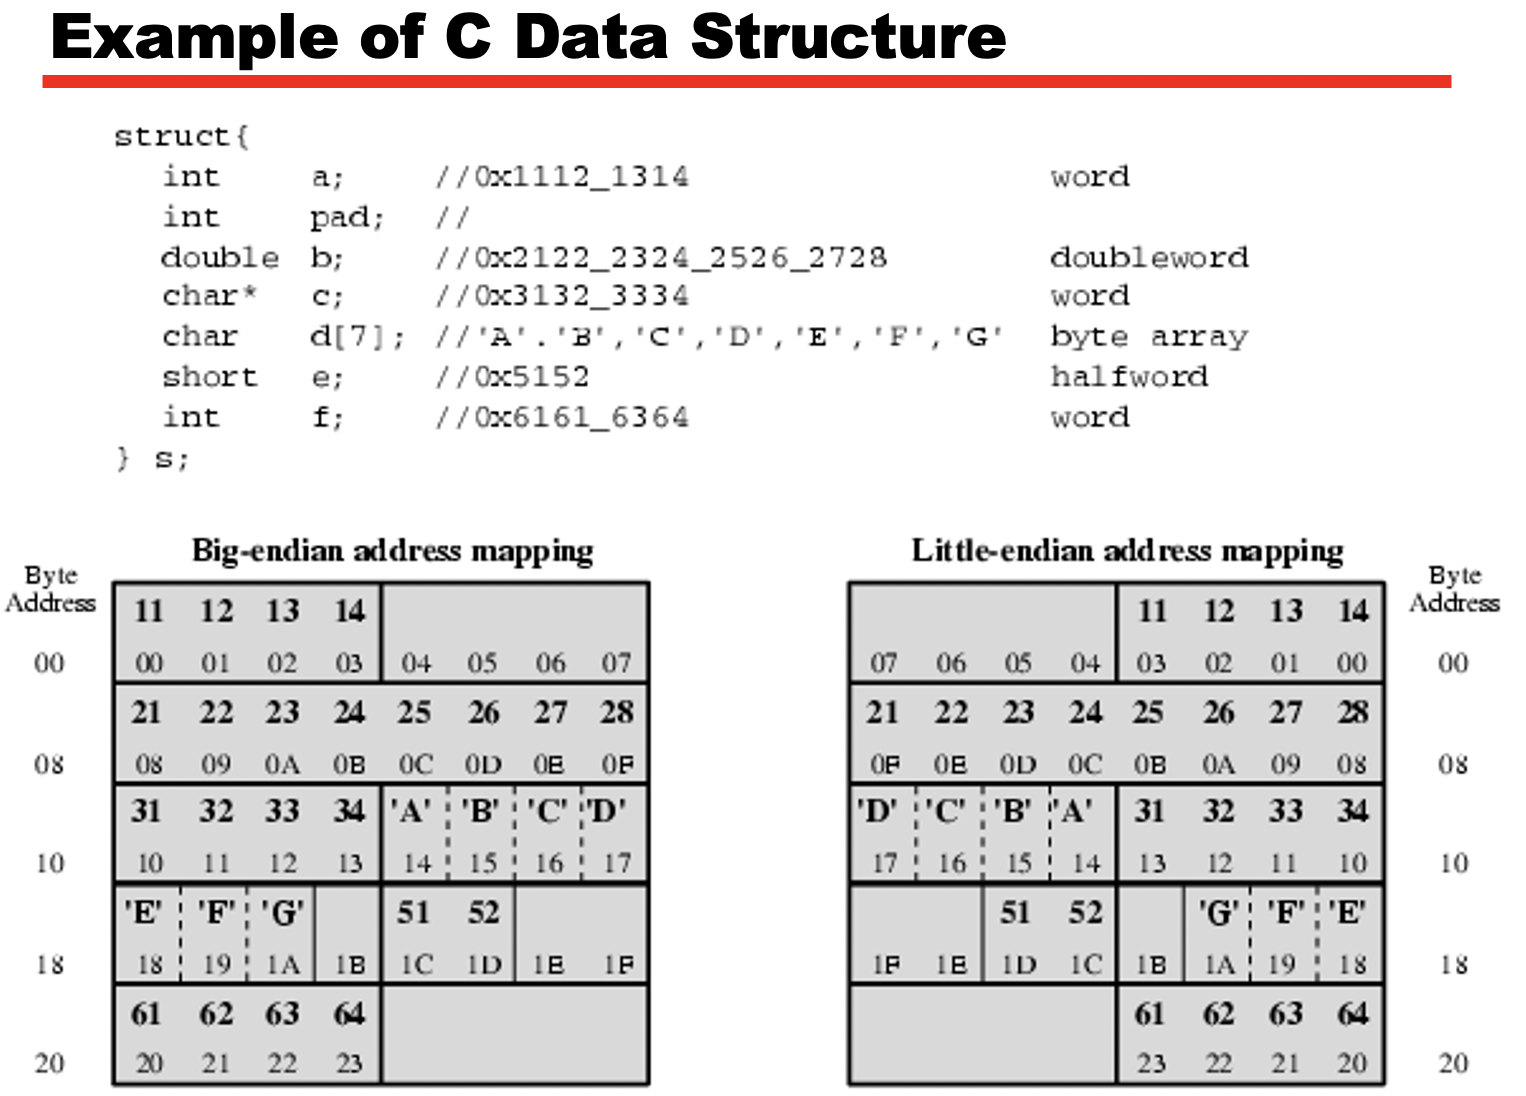 Example of C Data Structure
struct{
int a; //0x1112_1314 word
int pad; //
double b; //0x2122_2324_2526_2728 doubleword
char* c; //0x3132_3334 word
char d[7]; //'A'.'B','C','D','E','F','G' byte array
short e; //0x5152 halfword
int f; //0x6161_6364 word
} s;
Big-endian address mapping
Byte
Address
11 12 13 14
00 00 01 02 03 04 05 06 07
21 22 23 24 25 26 27 28
08 08 09 0A 0B 0C 0D 0E 0F
31 32 33 34 'A' 'B' 'C' 'D'
10 10 11 12 13 14 15 16 17
'E' 'F' 'G' 51 52
18 18 19 1A 1B 1C 1D 1E 1F
61 62 63 64
20 20 21 22 23
Little-endian address mapping
Byte
Address
11 12 13 14
07 06 05 04 03 02 01 00 00
21 22 23 24 25 26 27 28
0F 0E 0D 0C 0B 0A 09 08 08
'D' 'C' 'B' 'A' 31 32 33 34
17 16 15 14 13 12 11 10 10
51 52 'G' 'F' 'E'
1F 1E 1D 1C 1B 1A 19 18 18
61 62 63 64
23 22 21 20 20